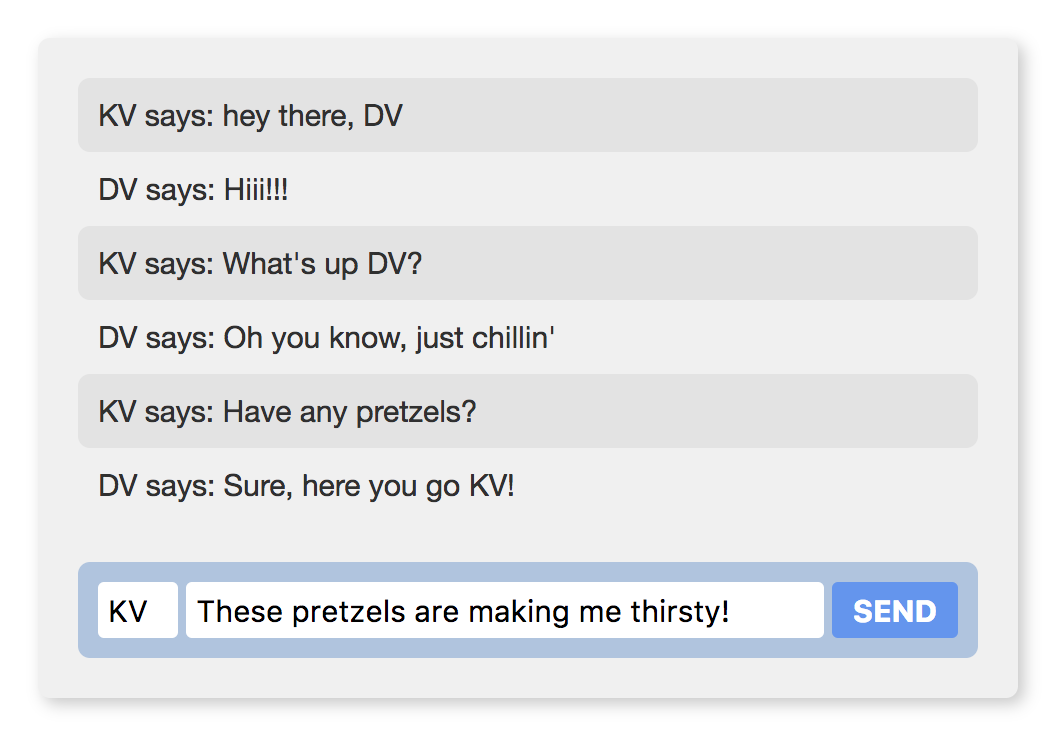 KV says: hey there, DV
DV says: Hiii!!!
KV says: What's up DV?
DV says: Oh you know, just chillin'
KV says: Have any pretzels?
DV says: Sure, here you go KV!
KV These pretzels are making me thirsty! SEND